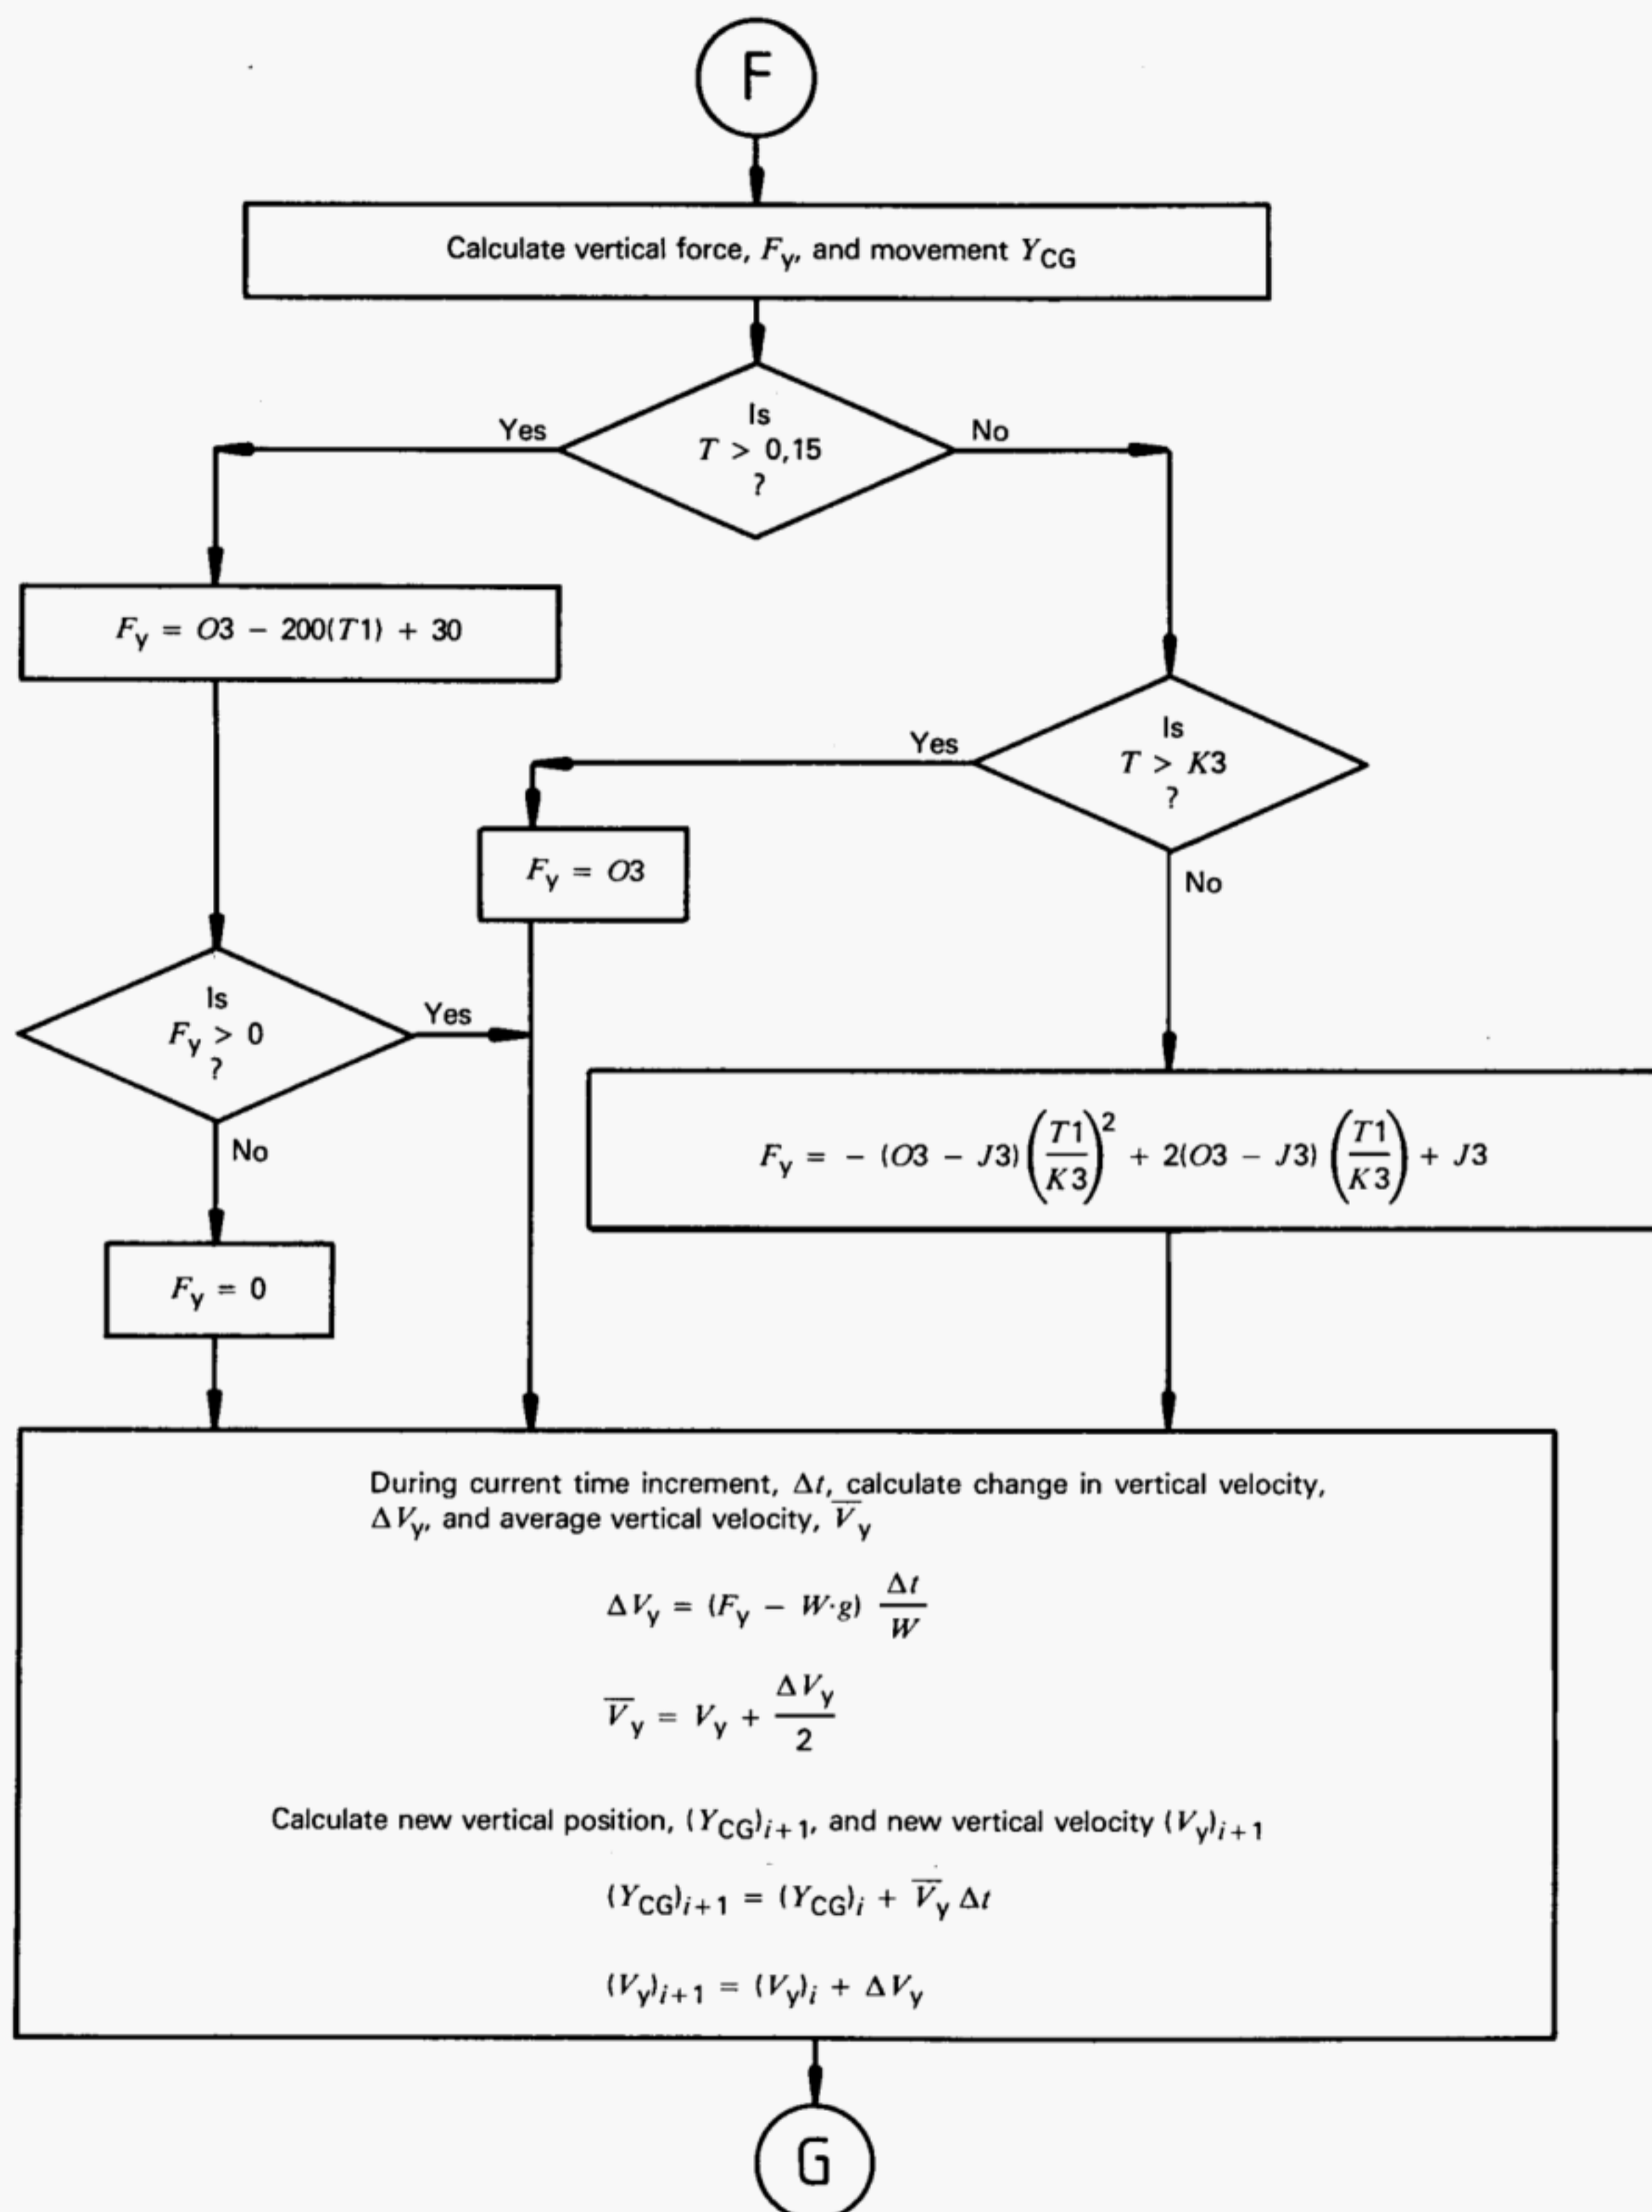 F
Calculate vertical force, Fy, and movement YCG
Is
T > 0,15
?
Yes
No
Fy = O3 − 200(T1) + 30
Is
T > K3
?
Yes
No
Fy = O3
Is
Fy > 0
?
Yes
No
Fy = − (O3 − J3) (T1/K3)² + 2(O3 − J3) (T1/K3) + J3
Fy = 0
During current time increment, Δt, calculate change in vertical velocity,
ΔVy, and average vertical velocity, V̅y
ΔVy = (Fy − W·g) Δt/W
V̅y = Vy + ΔVy/2
Calculate new vertical position, (YCG)i+1, and new vertical velocity (Vy)i+1
(YCG)i+1 = (YCG)i + V̅y Δt
(Vy)i+1 = (Vy)i + ΔVy
G